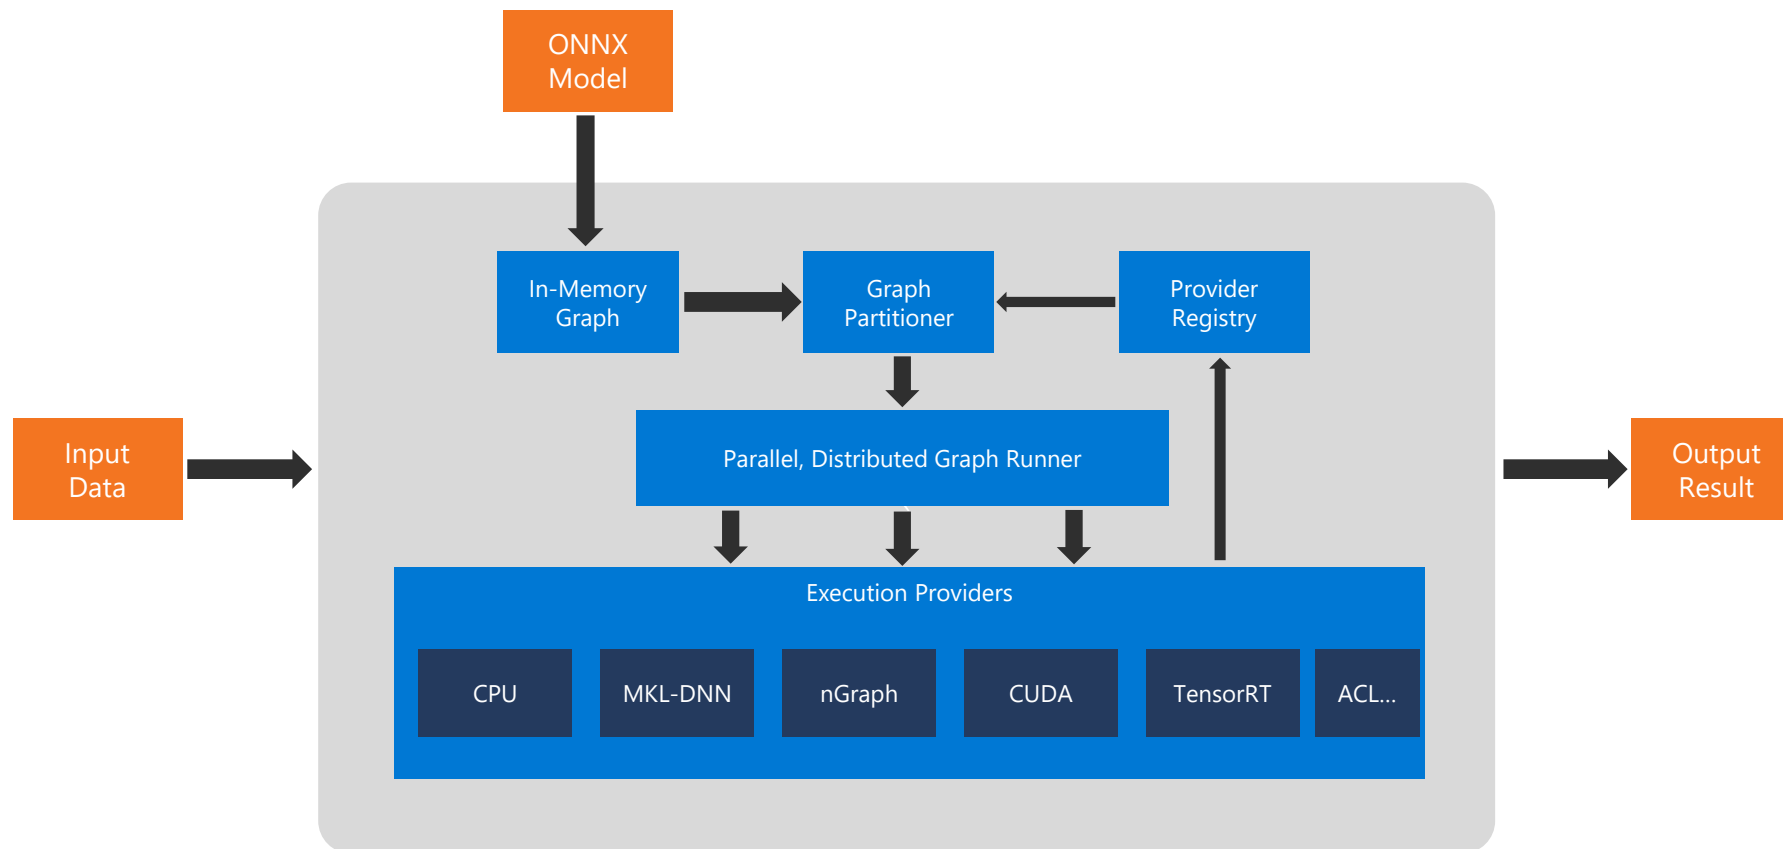 ONNX
Model
In-Memory
Graph
Graph
Partitioner
Provider
Registry
Input
Data
Parallel, Distributed Graph Runner
Output
Result
Execution Providers
CPU
MKL-DNN
nGraph
CUDA
TensorRT
ACL...